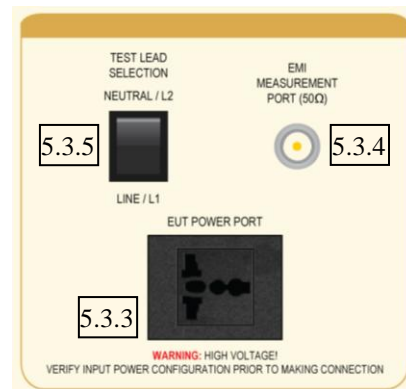 TEST LEAD
SELECTION
NEUTRAL / L2
EMI
MEASUREMENT
PORT (50Ω)
5.3.5
5.3.4
LINE / L1
EUT POWER PORT
5.3.3
WARNING: HIGH VOLTAGE!
VERIFY INPUT POWER CONFIGURATION PRIOR TO MAKING CONNECTION